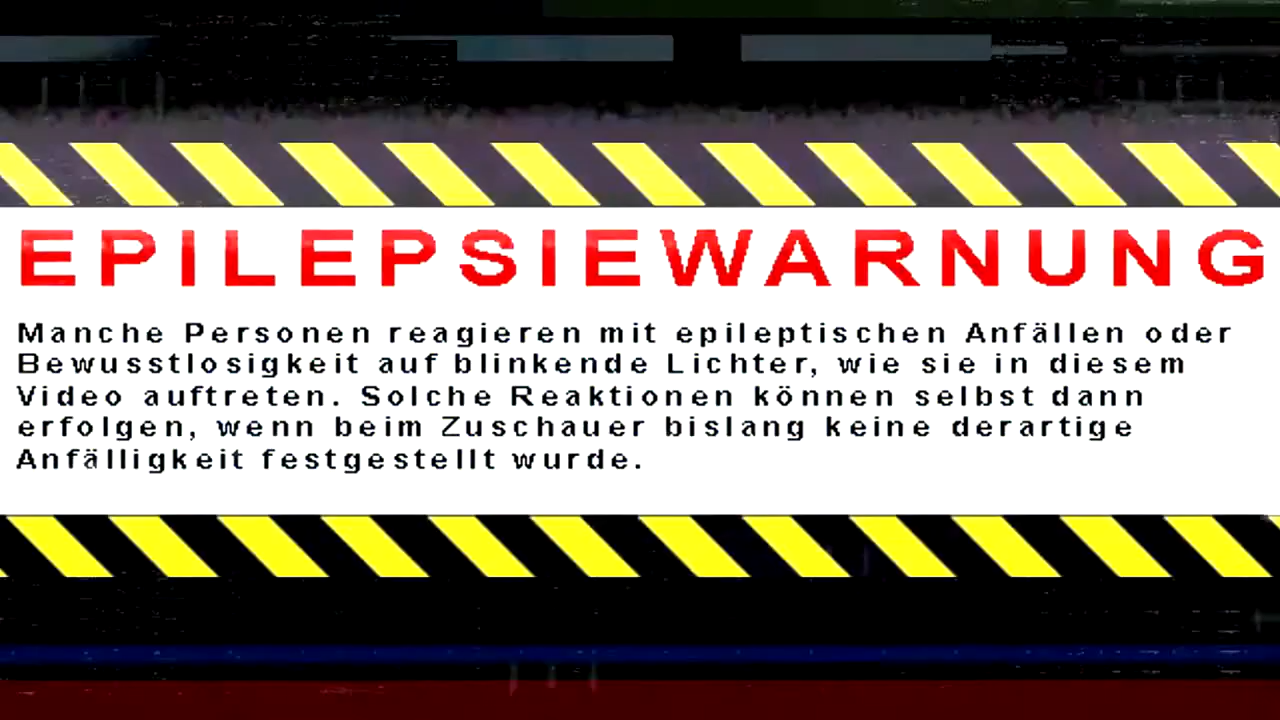 EPILEPSIEWARNUNG
Manche Personen reagieren mit epileptischen Anfällen oder
Bewusstlosigkeit auf blinkende Lichter, wie sie in diesem
Video auftreten. Solche Reaktionen können selbst dann
erfolgen, wenn beim Zuschauer bislang keine derartige
Anfälligkeit festgestellt wurde.